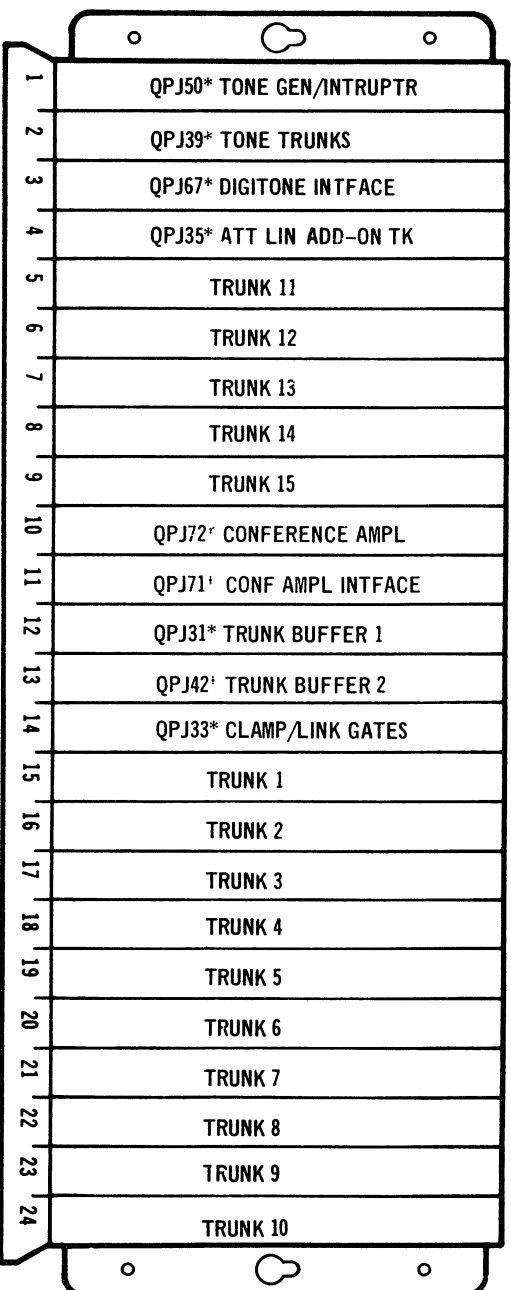 1 QPJ50* TONE GEN/INTRUPTR
2 QPJ39* TONE TRUNKS
3 QPJ67* DIGITONE INTFACE
4 QPJ35* ATT LIN ADD-ON TK
5 TRUNK 11
6 TRUNK 12
7 TRUNK 13
8 TRUNK 14
9 TRUNK 15
10 QPJ72* CONFERENCE AMPL
11 QPJ71* CONF AMPL INTFACE
12 QPJ31* TRUNK BUFFER 1
13 QPJ42* TRUNK BUFFER 2
14 QPJ33* CLAMP/LINK GATES
15 TRUNK 1
16 TRUNK 2
17 TRUNK 3
18 TRUNK 4
19 TRUNK 5
20 TRUNK 6
21 TRUNK 7
22 TRUNK 8
23 TRUNK 9
24 TRUNK 10